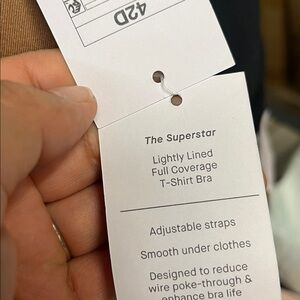 42D
The Superstar
Lightly Lined
Full Coverage
T-Shirt Bra
Adjustable straps
Smooth under clothes
Designed to reduce
wire poke-through &
enhance bra life